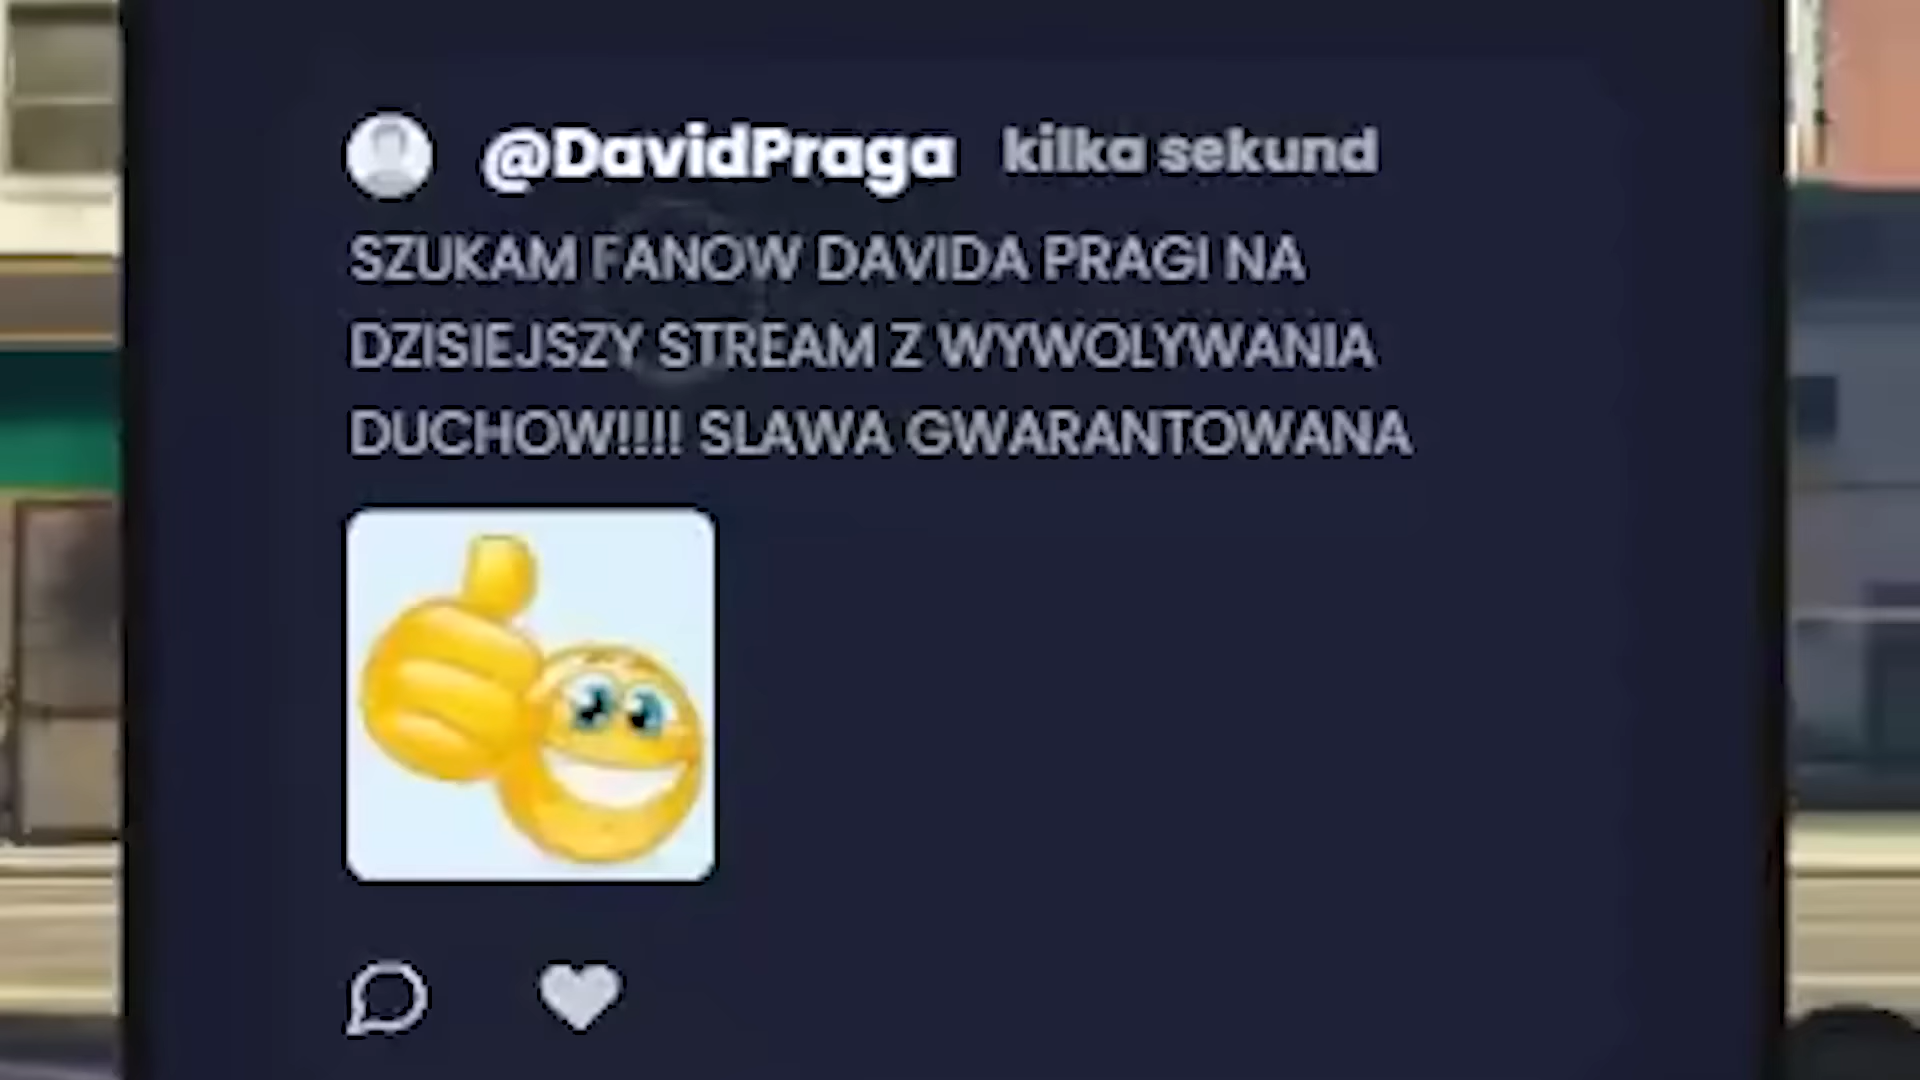 @DavidPraga kilka sekund
SZUKAM FANOW DAVIDA PRAGI NA
DZISIEJSZY STREAM Z WYWOLYWANIA
DUCHOW!!!! SLAWA GWARANTOWANA